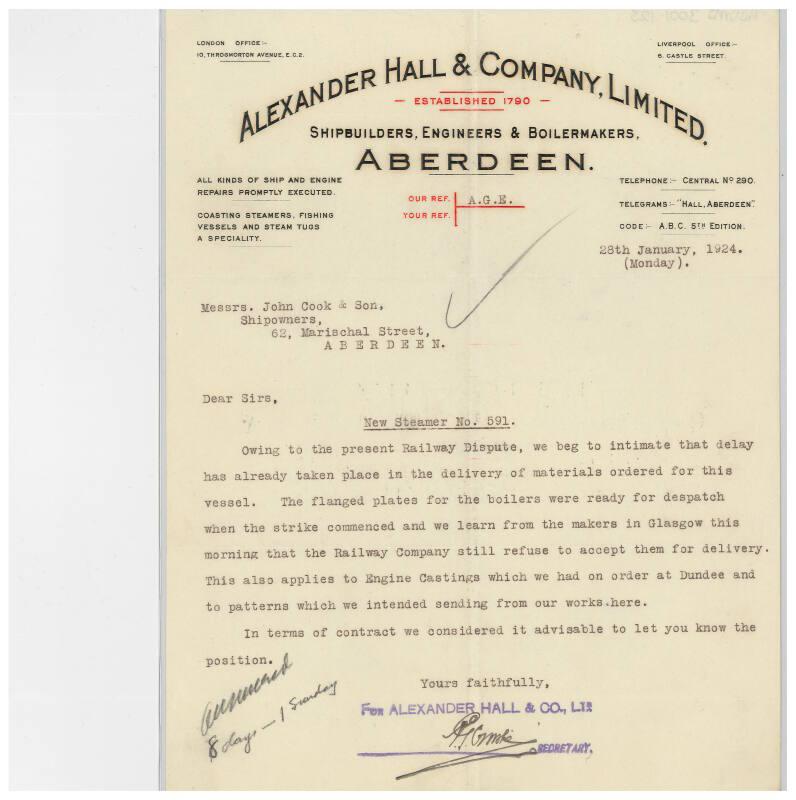 LONDON OFFICE:-
10, THROGMORTON AVENUE, E.C.2.
LIVERPOOL OFFICE:-
6. CASTLE STREET.
ALEXANDER HALL & COMPANY, LIMITED.
— ESTABLISHED 1790 —
SHIPBUILDERS, ENGINEERS & BOILERMAKERS,
ABERDEEN.
ALL KINDS OF SHIP AND ENGINE
REPAIRS PROMPTLY EXECUTED.
COASTING STEAMERS, FISHING
VESSELS AND STEAM TUGS
A SPECIALITY.
OUR REF. A.G.E.
YOUR REF.
TELEPHONE:- CENTRAL Nº 290.
TELEGRAMS:- "HALL, ABERDEEN".
CODE:- A.B.C. 5TH EDITION.
28th January, 1924.
(Monday).
Messrs. John Cook & Son,
Shipowners,
62, Marischal Street,
ABERDEEN.
Dear Sirs,
New Steamer No. 591.
Owing to the present Railway Dispute, we beg to intimate that delay
has already taken place in the delivery of materials ordered for this
vessel. The flanged plates for the boilers were ready for despatch
when the strike commenced and we learn from the makers in Glasgow this
morning that the Railway Company still refuse to accept them for delivery.
This also applies to Engine Castings which we had on order at Dundee and
to patterns which we intended sending from our works here.
In terms of contract we considered it advisable to let you know the
position.
Yours faithfully,
8 days — 1 Sunday
FOR ALEXANDER HALL & CO., LTD
SECRETARY.